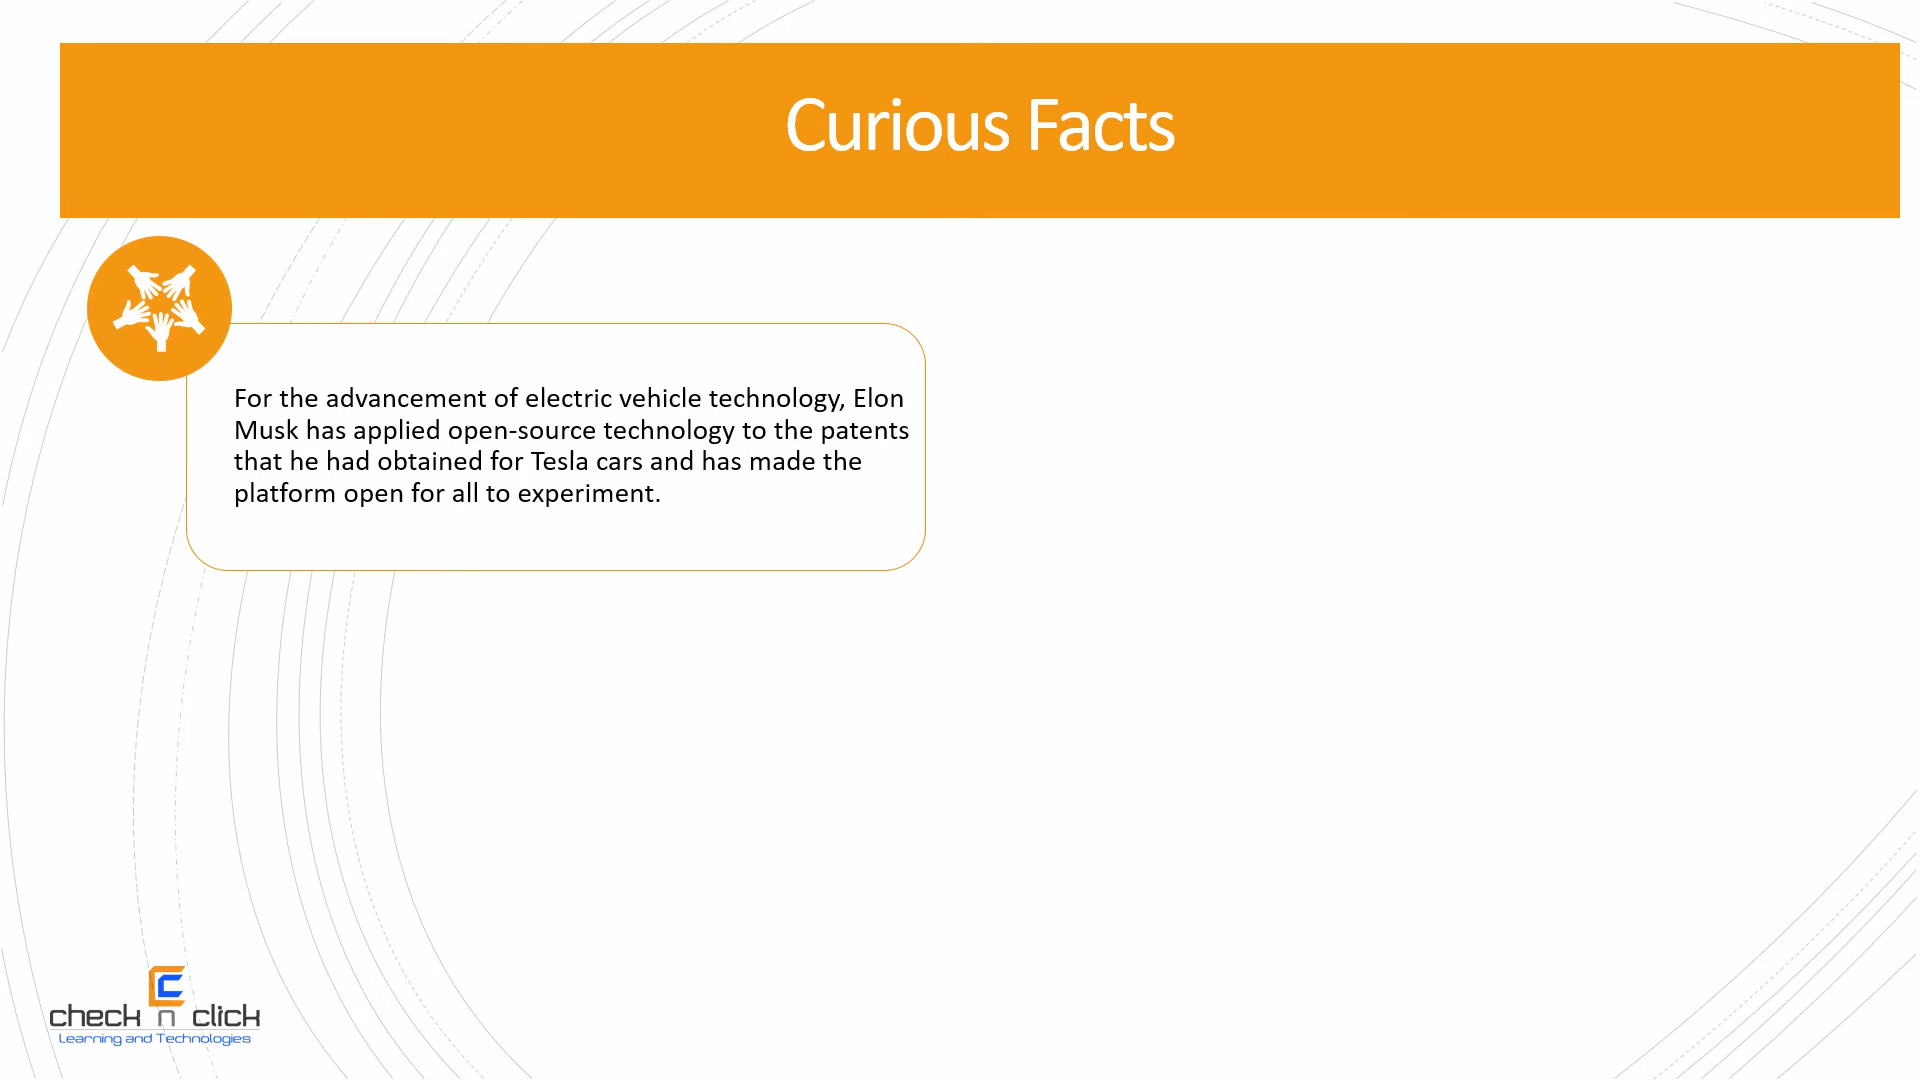 Curious Facts
For the advancement of electric vehicle technology, Elon
Musk has applied open-source technology to the patents
that he had obtained for Tesla cars and has made the
platform open for all to experiment.
check n click
Learning and Technologies